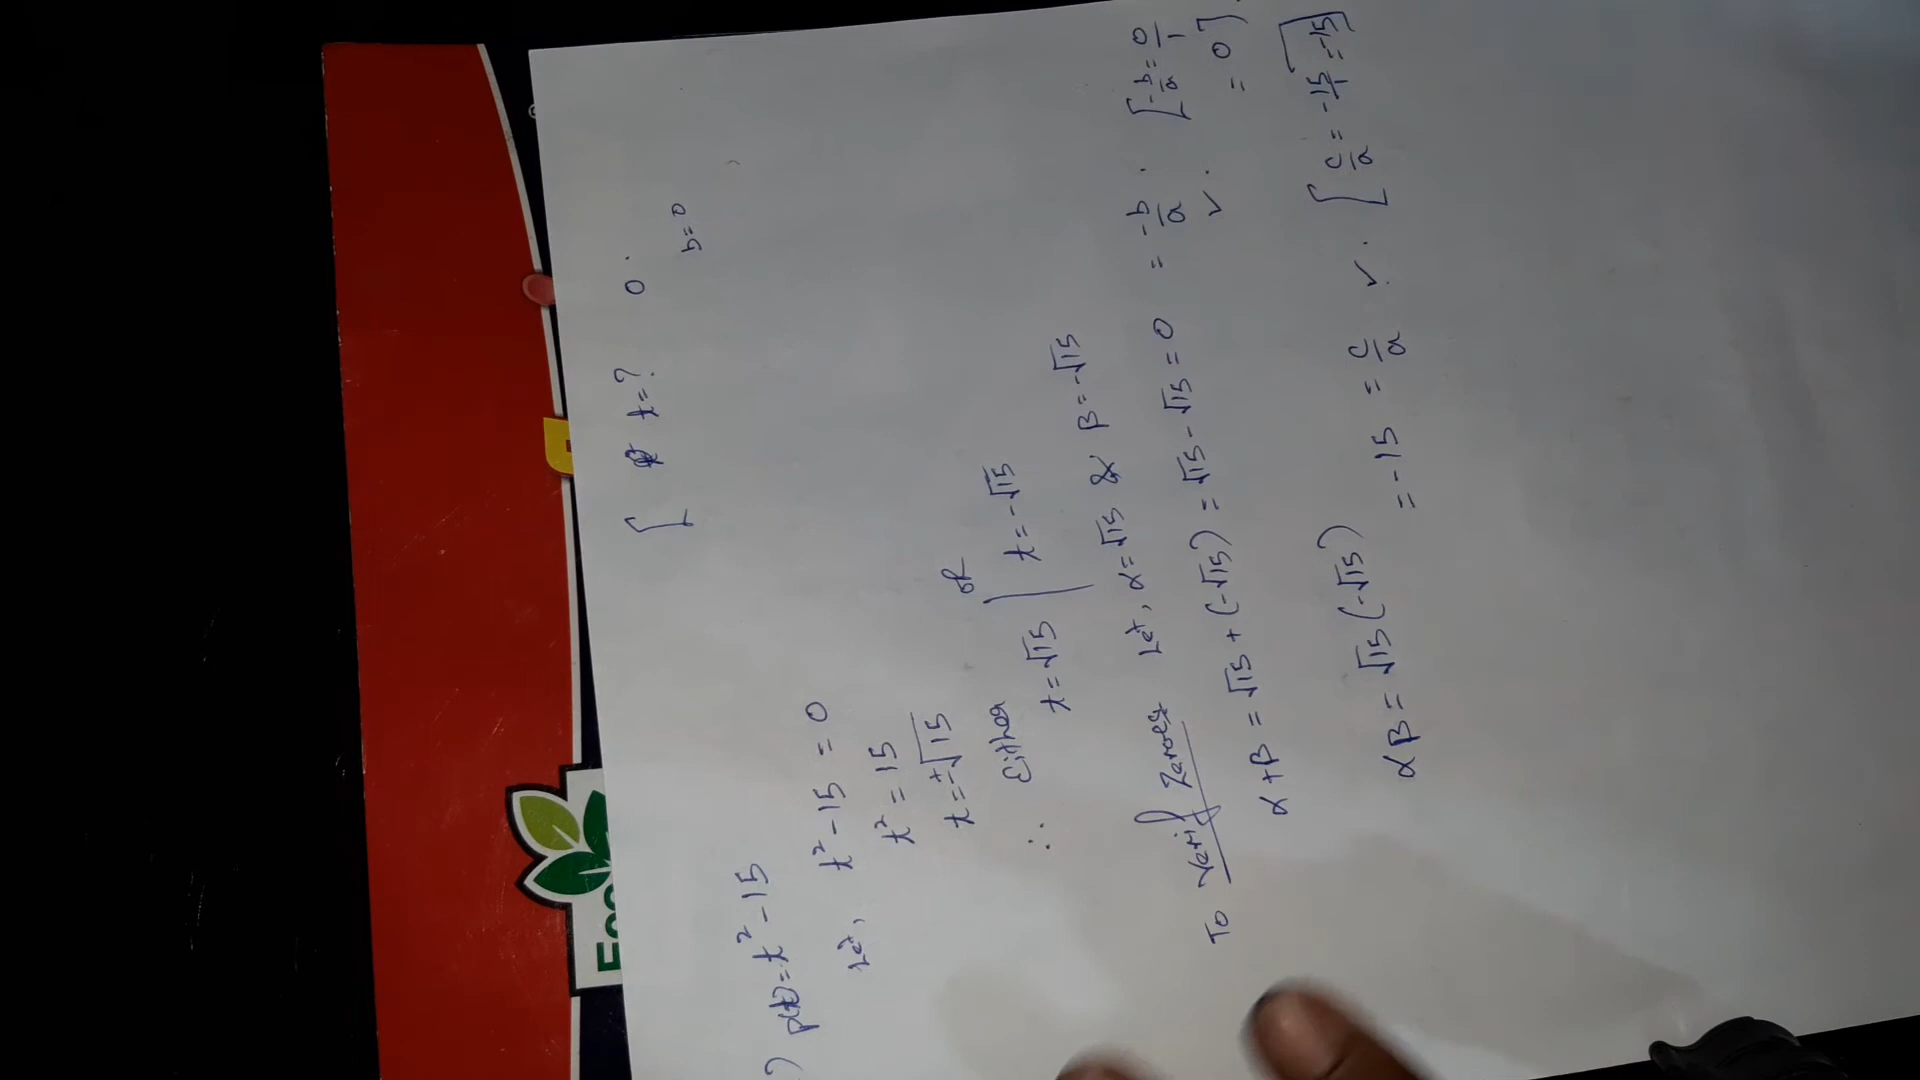 [ t=? 0.
b=0
) p(t)=t²-15
Let, t²-15=0
t²=15
t=±√15
∴ Either or
t=√15 | t=-√15
To Verify Zeroes Let, α=√15 & β=-√15
α+β=√15+(-√15)=√15-√15=0 = -b/a. [-b/a=0/1
✓. =0]
αβ=√15(-√15)
=-15 = c/a ✓. [c/a=-15/1=-15]